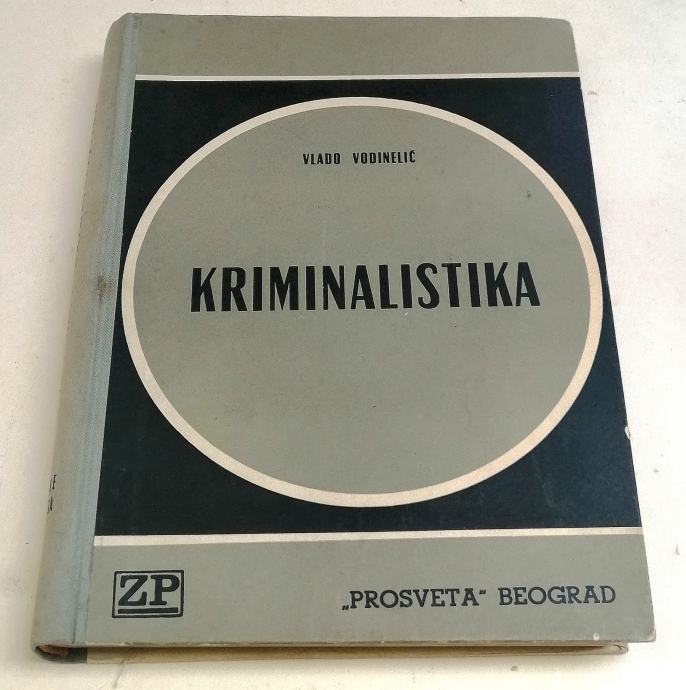 VLADO VODINELIĆ
KRIMINALISTIKA
ZP
„PROSVETA“ BEOGRAD